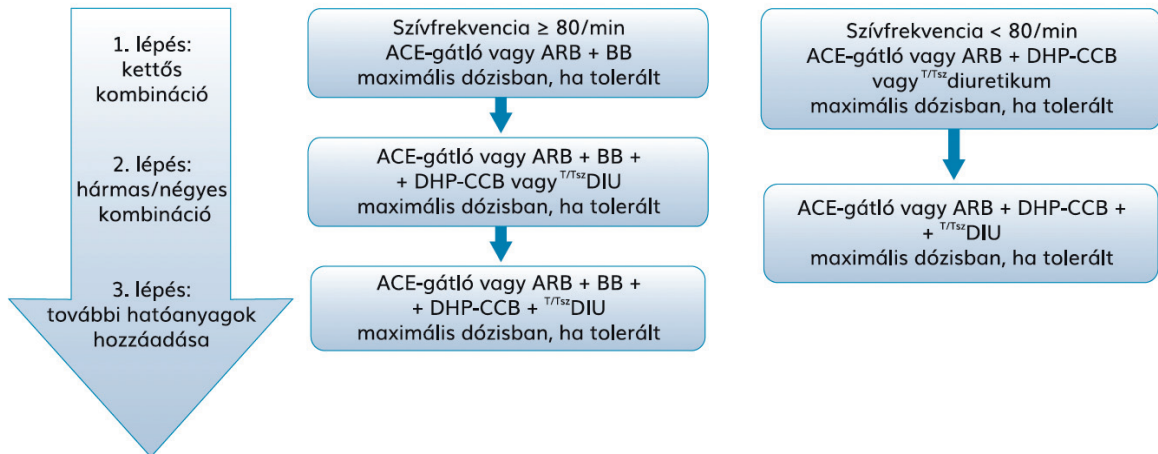 1. lépés:
kettős
kombináció
2. lépés:
hármas/négyes
kombináció
3. lépés:
további hatóanyagok
hozzáadása
Szívfrekvencia ≥ 80/min
ACE-gátló vagy ARB + BB
maximális dózisban, ha tolerált
ACE-gátló vagy ARB + BB +
+ DHP-CCB vagy T/TszDIU
maximális dózisban, ha tolerált
ACE-gátló vagy ARB + BB +
+ DHP-CCB + T/TszDIU
maximális dózisban, ha tolerált
Szívfrekvencia < 80/min
ACE-gátló vagy ARB + DHP-CCB
vagy T/Tszdiuretikum
maximális dózisban, ha tolerált
ACE-gátló vagy ARB + DHP-CCB +
+ T/TszDIU
maximális dózisban, ha tolerált